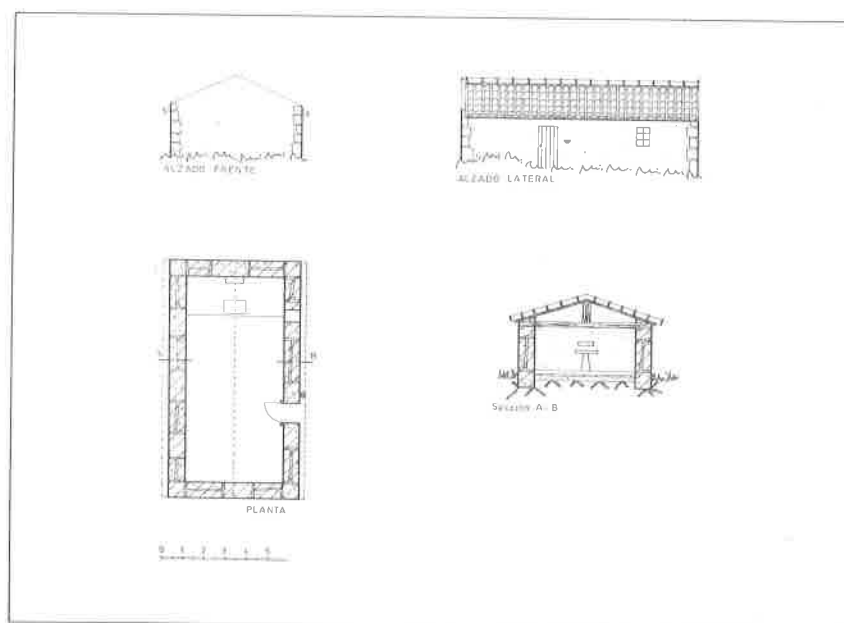 ALZADO FRENTE
ALZADO LATERAL
Sección A-B
PLANTA
0 1 2 3 4 5